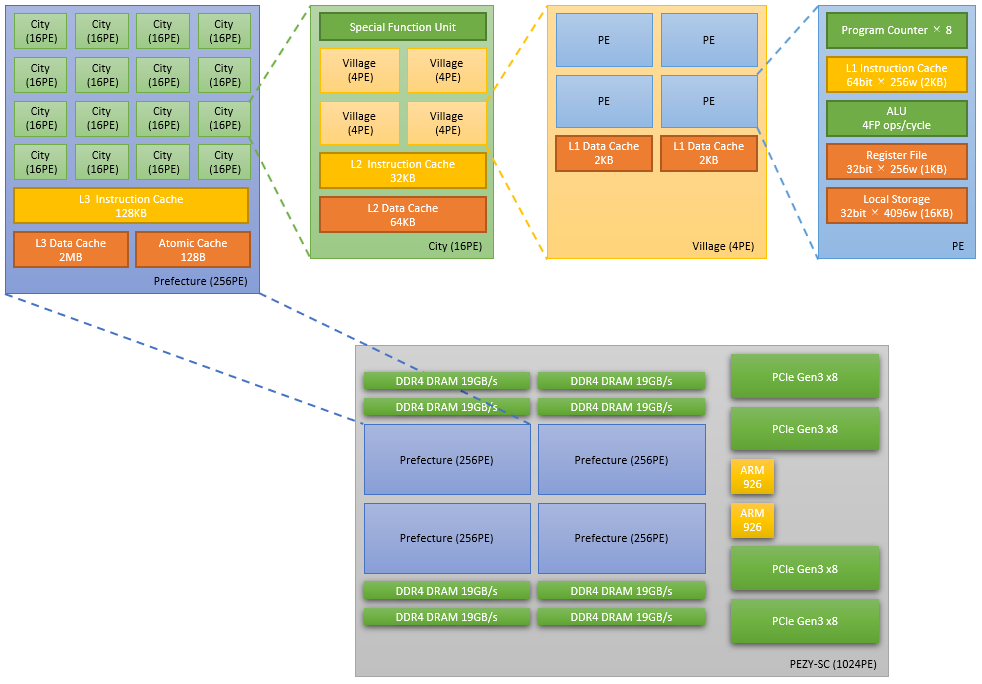 City
(16PE)
City
(16PE)
City
(16PE)
City
(16PE)
City
(16PE)
City
(16PE)
City
(16PE)
City
(16PE)
City
(16PE)
City
(16PE)
City
(16PE)
City
(16PE)
City
(16PE)
City
(16PE)
City
(16PE)
City
(16PE)
L3 Instruction Cache
128KB
L3 Data Cache
2MB
Atomic Cache
128B
Prefecture (256PE)
Special Function Unit
Village
(4PE)
Village
(4PE)
Village
(4PE)
Village
(4PE)
L2 Instruction Cache
32KB
L2 Data Cache
64KB
City (16PE)
PE
PE
PE
PE
L1 Data Cache
2KB
L1 Data Cache
2KB
Village (4PE)
Program Counter × 8
L1 Instruction Cache
64bit × 256w (2KB)
ALU
4FP ops/cycle
Register File
32bit × 256w (1KB)
Local Storage
32bit × 4096w (16KB)
PE
DDR4 DRAM 19GB/s
DDR4 DRAM 19GB/s
DDR4 DRAM 19GB/s
DDR4 DRAM 19GB/s
Prefecture (256PE)
Prefecture (256PE)
Prefecture (256PE)
Prefecture (256PE)
DDR4 DRAM 19GB/s
DDR4 DRAM 19GB/s
DDR4 DRAM 19GB/s
DDR4 DRAM 19GB/s
PCIe Gen3 x8
PCIe Gen3 x8
ARM
926
ARM
926
PCIe Gen3 x8
PCIe Gen3 x8
PEZY-SC (1024PE)